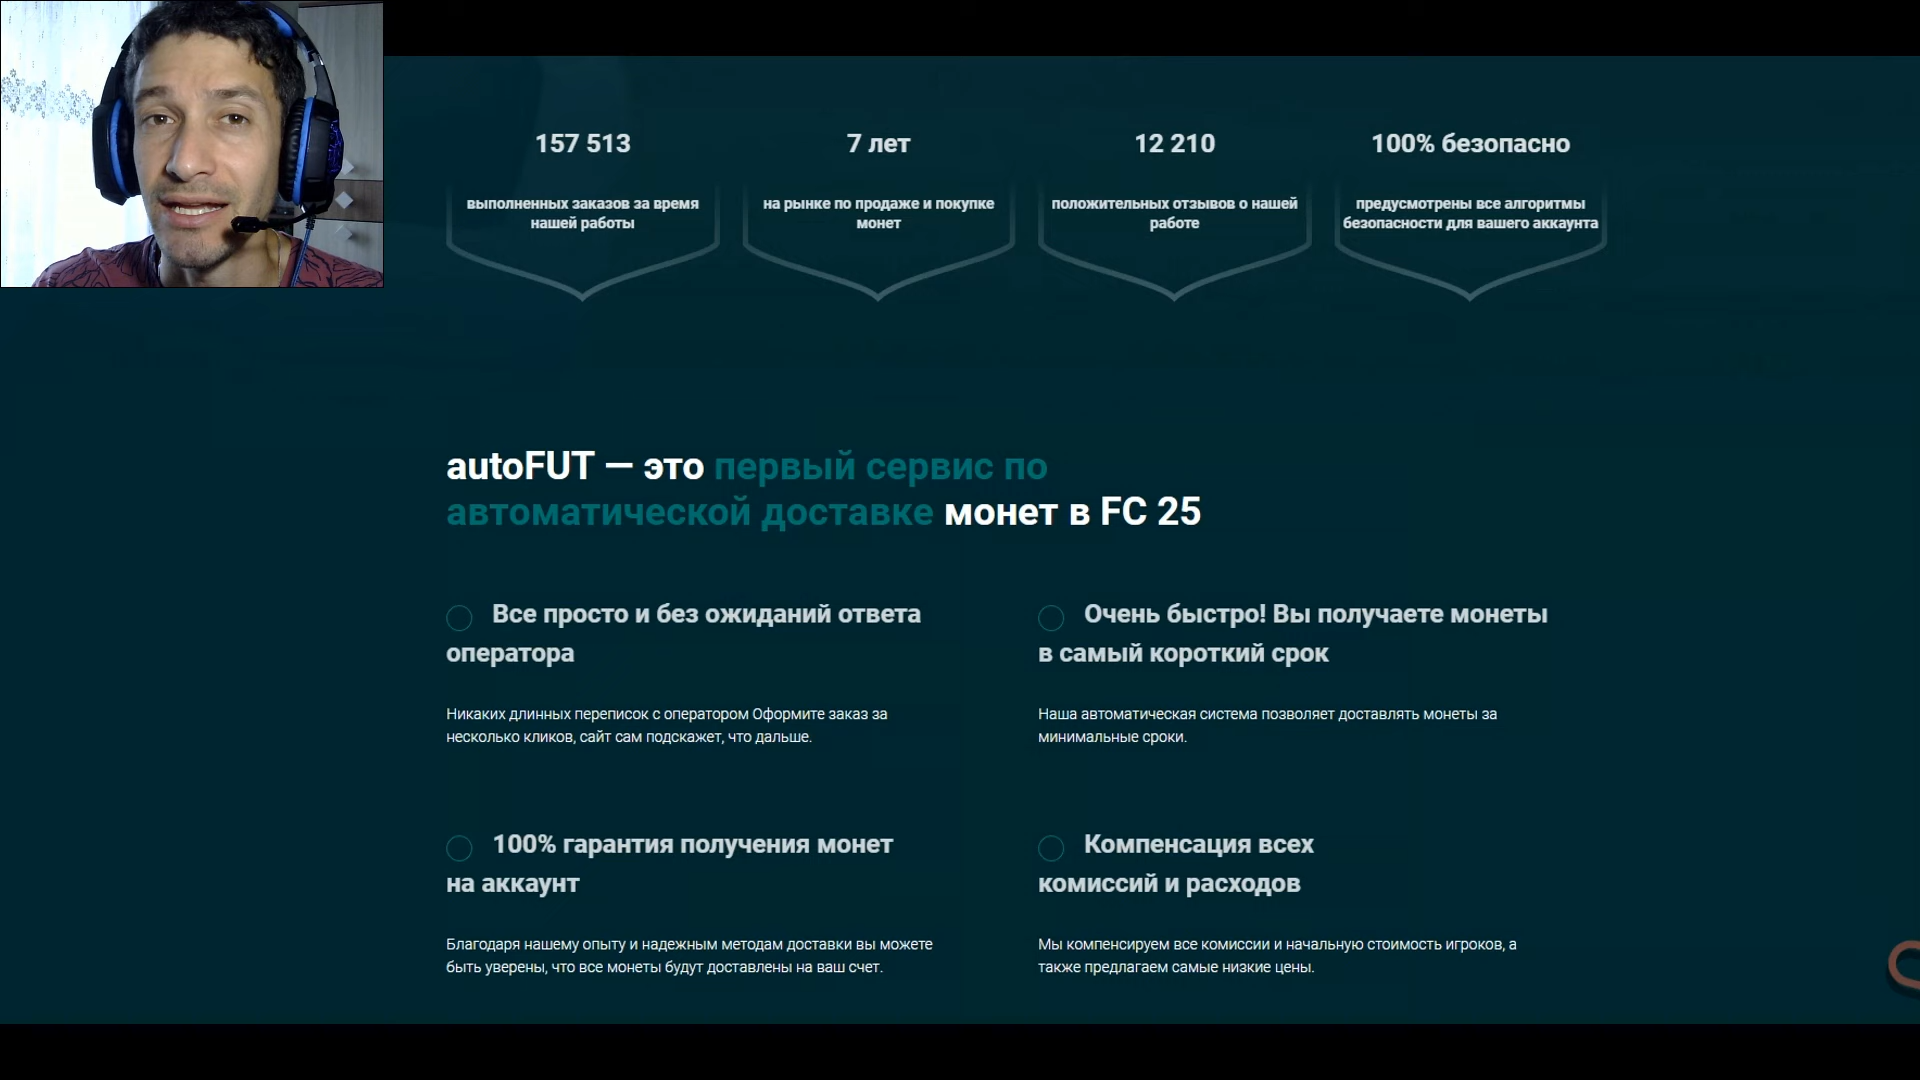 157 513
выполненных заказов за время
нашей работы
7 лет
на рынке по продаже и покупке
монет
12 210
положительных отзывов о нашей
работе
100% безопасно
предусмотрены все алгоритмы
безопасности для вашего аккаунта
autoFUT — это первый сервис по
автоматической доставке монет в FC 25
Все просто и без ожиданий ответа
оператора
Никаких длинных переписок с оператором Оформите заказ за
несколько кликов, сайт сам подскажет, что дальше.
Очень быстро! Вы получаете монеты
в самый короткий срок
Наша автоматическая система позволяет доставлять монеты за
минимальные сроки.
100% гарантия получения монет
на аккаунт
Благодаря нашему опыту и надежным методам доставки вы можете
быть уверены, что все монеты будут доставлены на ваш счет.
Компенсация всех
комиссий и расходов
Мы компенсируем все комиссии и начальную стоимость игроков, а
также предлагаем самые низкие цены.